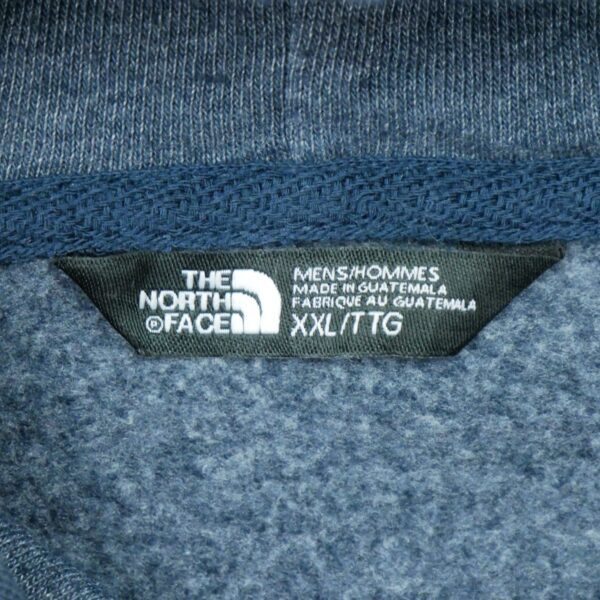 THE
NORTH
FACE
MENS/HOMMES
MADE IN GUATEMALA
FABRIQUE AU GUATEMALA
XXL/TTG